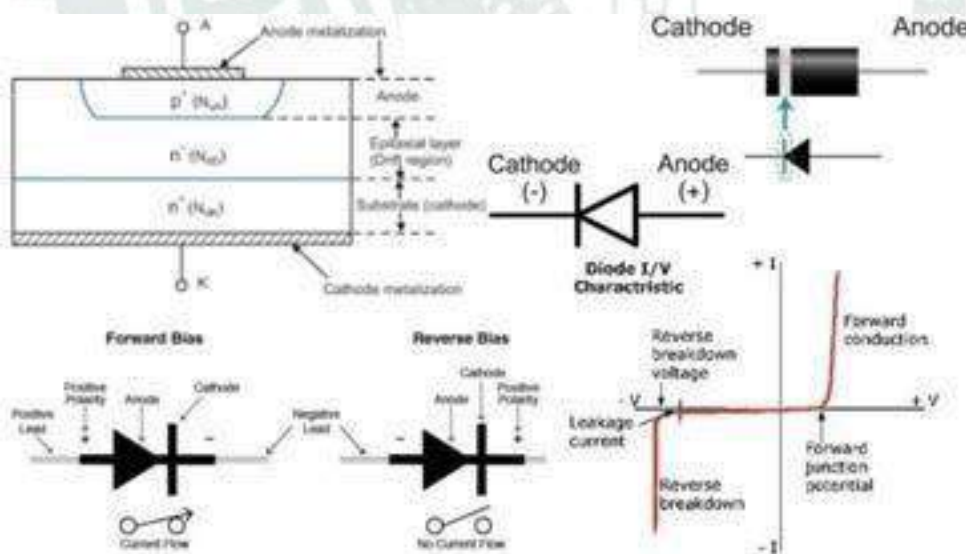 A
Anode metalization
Anode
Epitaxial layer
(Drift region)
n⁻
Substrate (cathode)
K
Cathode metalization
Cathode
Anode
Cathode
(-)
Anode
(+)
Diode I/V
Charactristic
+ I
Forward
conduction
Reverse
breakdown
voltage
- V
+ V
Leakage
current
Forward
junction
potential
Reverse
breakdown
- I
Forward Bias
Positive
Polarity
Cathode
Positive
Lead
Anode
+
-
Current Flow
Negative
Lead
Reverse Bias
Cathode
Anode
Positive
Polarity
-
+
No Current Flow